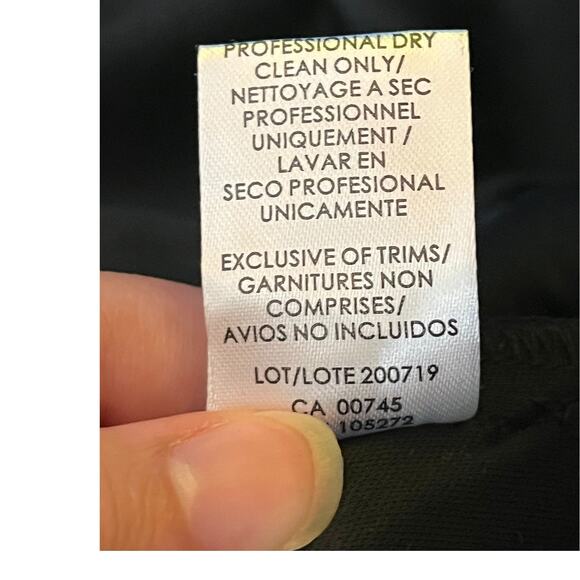 PROFESSIONAL DRY
CLEAN ONLY/
NETTOYAGE A SEC
PROFESSIONNEL
UNIQUEMENT /
LAVAR EN
SECO PROFESIONAL
UNICAMENTE
EXCLUSIVE OF TRIMS/
GARNITURES NON
COMPRISES/
AVIOS NO INCLUIDOS
LOT/LOTE 200719
CA 00745
105272